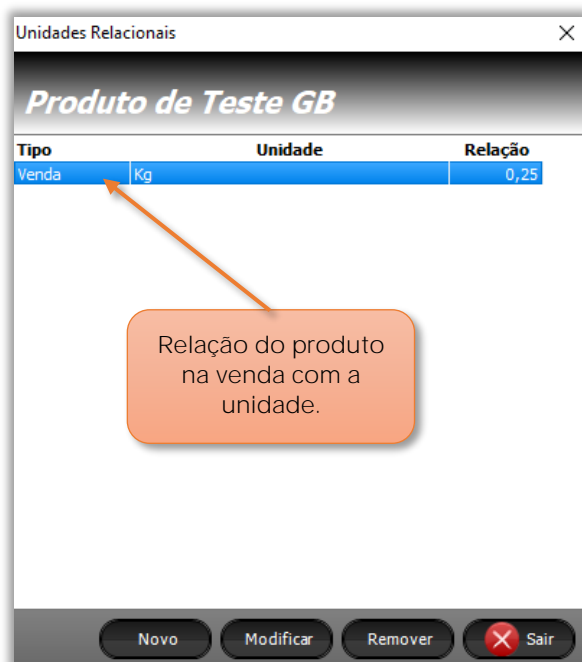 Unidades Relacionais
Produto de Teste GB
Tipo Unidade Relação
Venda Kg 0,25
Relação do produto
na venda com a
unidade.
Novo Modificar Remover Sair